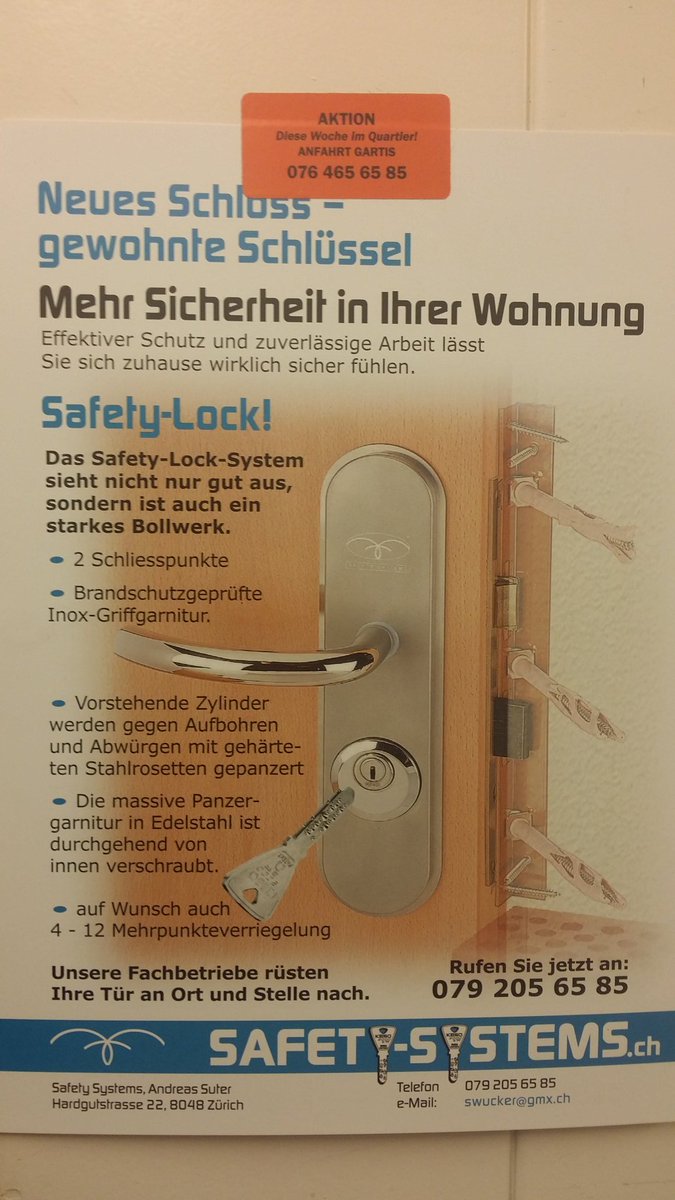 AKTION
Diese Woche im Quartier!
ANFAHRT GARTIS
076 465 65 85
Neues Schloss –
gewohnte Schlüssel
Mehr Sicherheit in Ihrer Wohnung
Effektiver Schutz und zuverlässige Arbeit lässt
Sie sich zuhause wirklich sicher fühlen.
Safety-Lock!
Das Safety-Lock-System
sieht nicht nur gut aus,
sondern ist auch ein
starkes Bollwerk.
• 2 Schliesspunkte
• Brandschutzgeprüfte
Inox-Griffgarnitur.
• Vorstehende Zylinder
werden gegen Aufbohren
und Abwürgen mit gehärte-
ten Stahlrosetten gepanzert
• Die massive Panzer-
garnitur in Edelstahl ist
durchgehend von
innen verschraubt.
• auf Wunsch auch
4 - 12 Mehrpunkteverriegelung
Unsere Fachbetriebe rüsten
Ihre Tür an Ort und Stelle nach.
Rufen Sie jetzt an:
079 205 65 85
SAFETY-SYSTEMS.ch
Safety Systems, Andreas Suter
Hardgutstrasse 22, 8048 Zürich
Telefon 079 205 65 85
e-Mail: swucker@gmx.ch